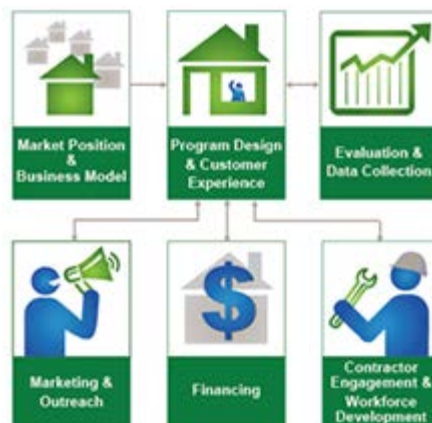 Market Position
&
Business Model
Program Design
& Customer
Experience
Evaluation &
Data Collection
Marketing &
Outreach
Financing
Contractor
Engagement &
Workforce
Development